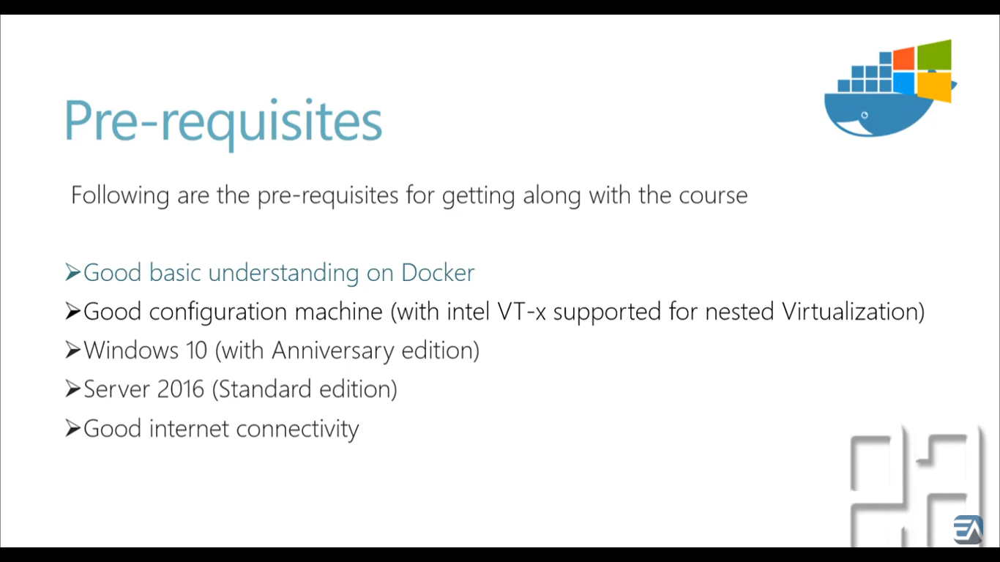 Pre-requisites
Following are the pre-requisites for getting along with the course
➢Good basic understanding on Docker
➢Good configuration machine (with intel VT-x supported for nested Virtualization)
➢Windows 10 (with Anniversary edition)
➢Server 2016 (Standard edition)
➢Good internet connectivity
EA